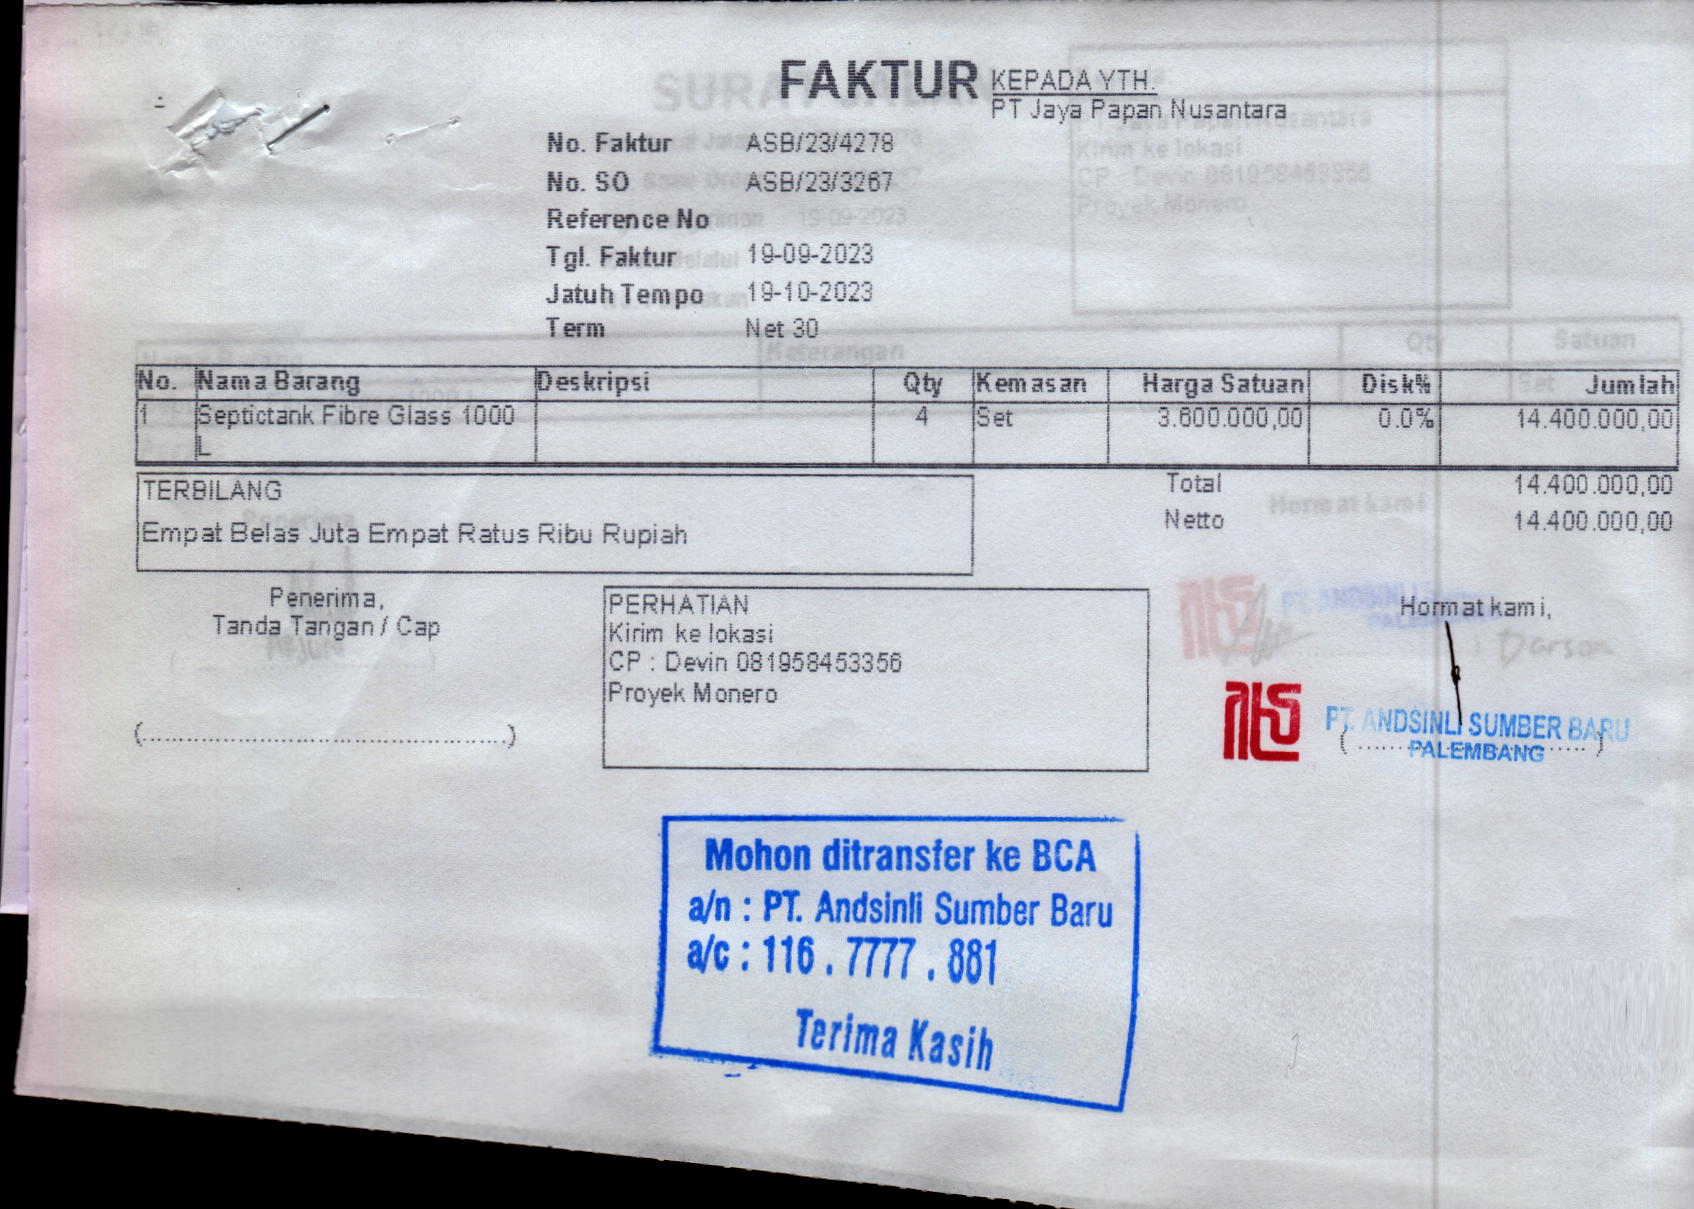 FAKTUR
KEPADA YTH.
PT Jaya Papan Nusantara
No. Faktur ASB/23/4278
No. SO ASB/23/3267
Reference No
Tgl. Faktur 19-09-2023
Jatuh Tempo 19-10-2023
Term Net 30
No. Nama Barang Deskripsi Qty Kemasan Harga Satuan Disk% Jumlah
1 Septictank Fibre Glass 1000 4 Set 3.600.000,00 0.0% 14.400.000,00
L
TERBILANG
Empat Belas Juta Empat Ratus Ribu Rupiah
Total 14.400.000,00
Netto 14.400.000,00
Penerima,
Tanda Tangan / Cap
(..............................................)
PERHATIAN
Kirim ke lokasi
CP : Devin 081958453356
Proyek Monero
Hormat kami,
PT. ANDSINLI SUMBER BARU
PALEMBANG
Mohon ditransfer ke BCA
a/n : PT. Andsinli Sumber Baru
a/c : 116 . 7777 . 881
Terima Kasih